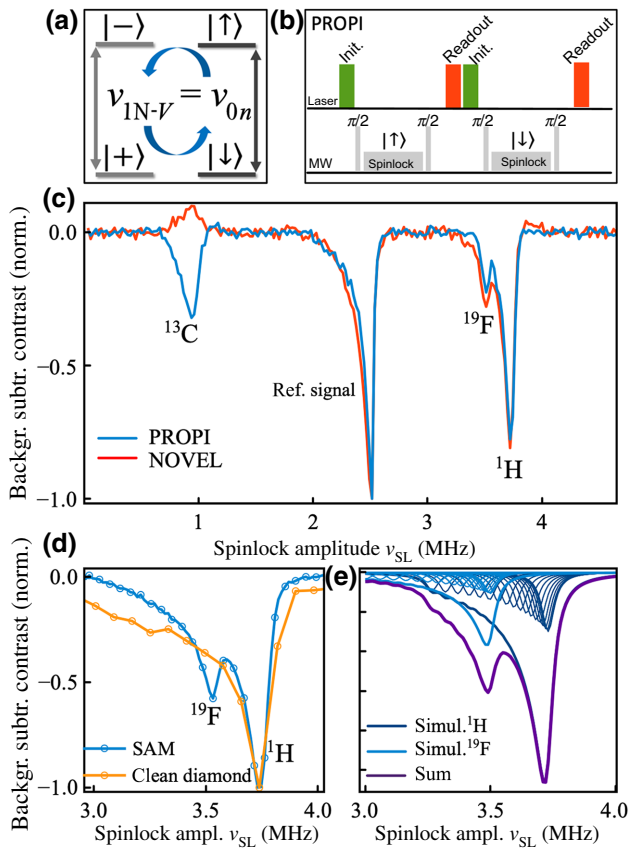 (a)
|−⟩ |↑⟩
ν1N-V = ν0n
|+⟩ |↓⟩
(b) PROPI
Init. Readout Init. Readout
Laser
π/2 |↑⟩ π/2 π/2 |↓⟩ π/2
MW Spinlock Spinlock
(c)
Backgr. subtr. contrast (norm.)
0.0
−0.5
−1.0
13C
Ref. signal
19F
1H
PROPI
NOVEL
1 2 3 4
Spinlock amplitude νSL (MHz)
(d)
Backgr. subtr. contrast (norm.)
0.0
−0.5
−1.0
19F
1H
SAM
Clean diamond
3.0 3.5 4.0
Spinlock ampl. νSL (MHz)
(e)
Simul.1H
Simul.19F
Sum
3.0 3.5 4.0
Spinlock ampl. νSL (MHz)